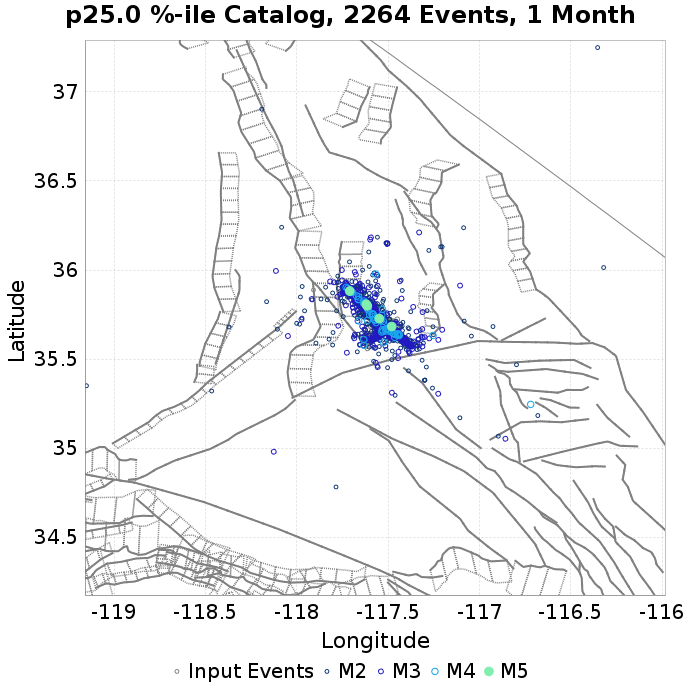 p25.0 %-ile Catalog, 2264 Events, 1 Month
37
36.5
36
35.5
35
34.5
Latitude
-119
-118.5
-118
-117.5
-117
-116.5
-116
Longitude
Input Events
M2
M3
M4
M5